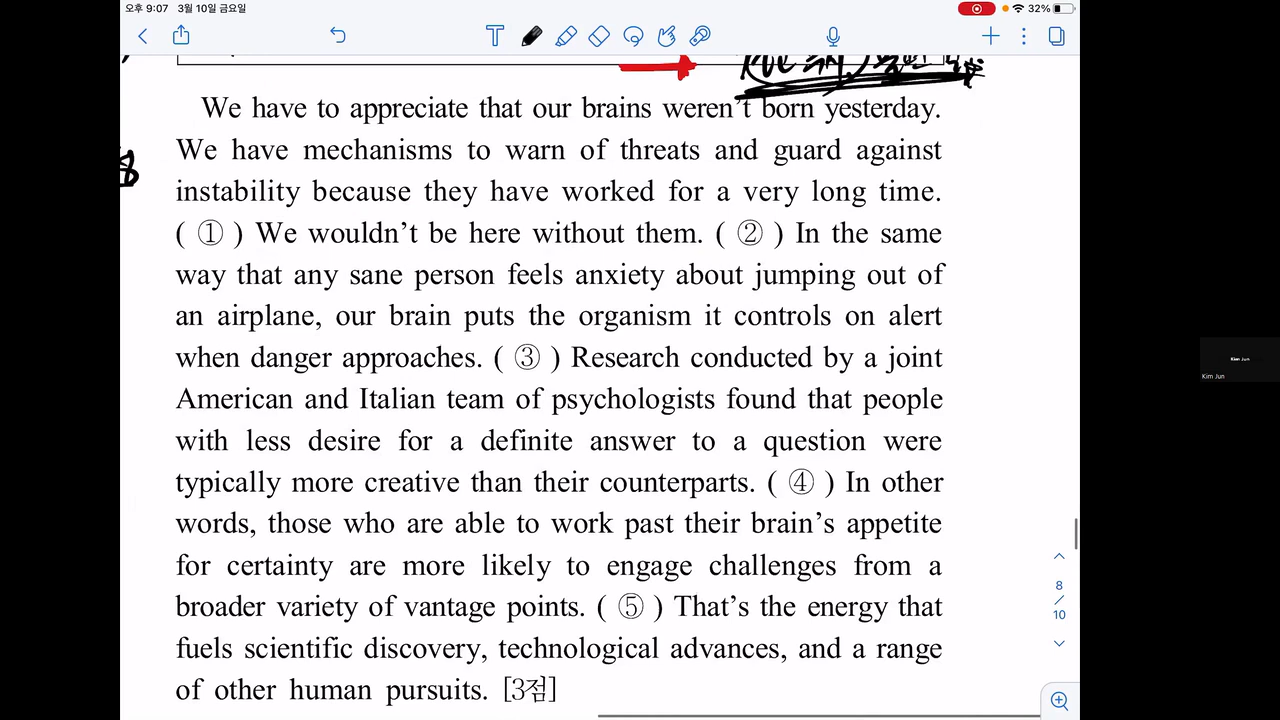 오후 9:07 3월 10일 금요일
32%
We have to appreciate that our brains weren't born yesterday.
We have mechanisms to warn of threats and guard against
instability because they have worked for a very long time.
( ① ) We wouldn't be here without them. ( ② ) In the same
way that any sane person feels anxiety about jumping out of
an airplane, our brain puts the organism it controls on alert
when danger approaches. ( ③ ) Research conducted by a joint
American and Italian team of psychologists found that people
with less desire for a definite answer to a question were
typically more creative than their counterparts. ( ④ ) In other
words, those who are able to work past their brain's appetite
for certainty are more likely to engage challenges from a
broader variety of vantage points. ( ⑤ ) That's the energy that
fuels scientific discovery, technological advances, and a range
of other human pursuits. [3점]
8
/
10
Kim Jun
Kim Jun